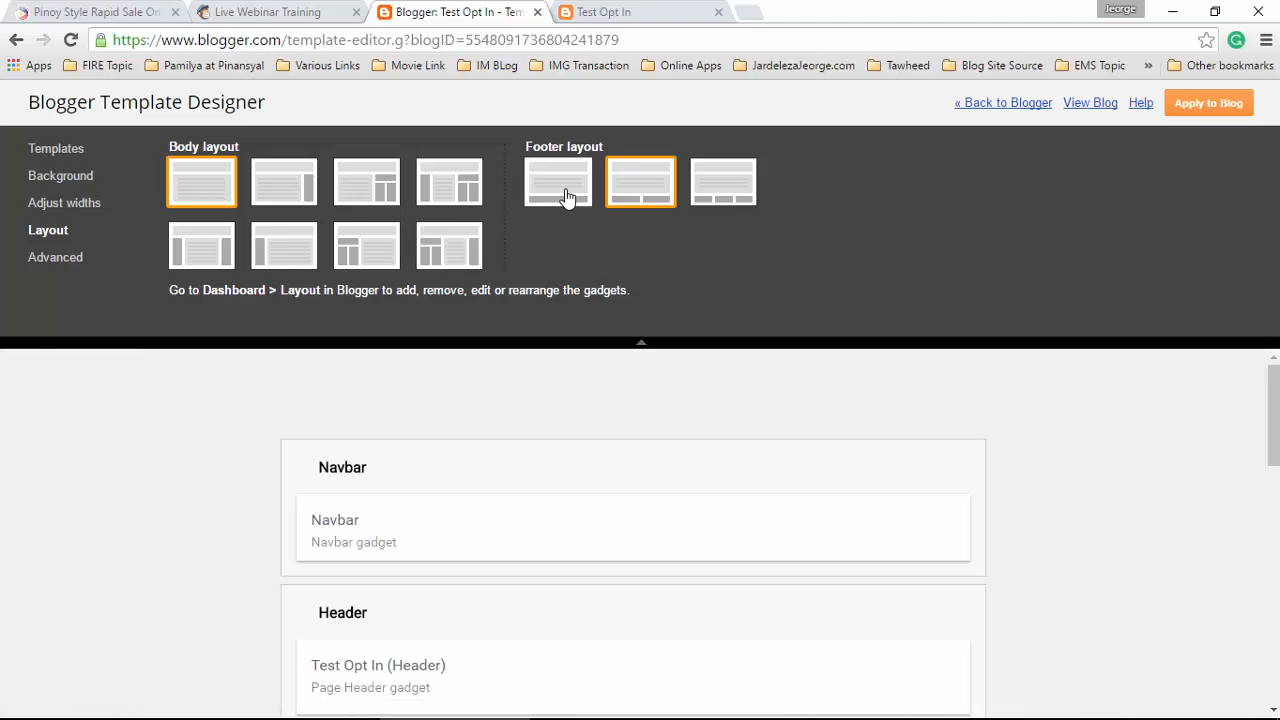 Pinoy Style Rapid Sale On
Live Webinar Training
Blogger: Test Opt In - Tem
Test Opt In
Jeorge
https://www.blogger.com/template-editor.g?blogID=5548091736804241879
Apps
FIRE Topic
Pamilya at Pinansyal
Various Links
Movie Link
IM BLog
IMG Transaction
Online Apps
JardelezaJeorge.com
Tawheed
Blog Site Source
EMS Topic
»
Other bookmarks
Blogger Template Designer
« Back to Blogger
View Blog
Help
Apply to Blog
Templates
Background
Adjust widths
Layout
Advanced
Body layout
Footer layout
Go to Dashboard > Layout in Blogger to add, remove, edit or rearrange the gadgets.
Navbar
Navbar
Navbar gadget
Header
Test Opt In (Header)
Page Header gadget